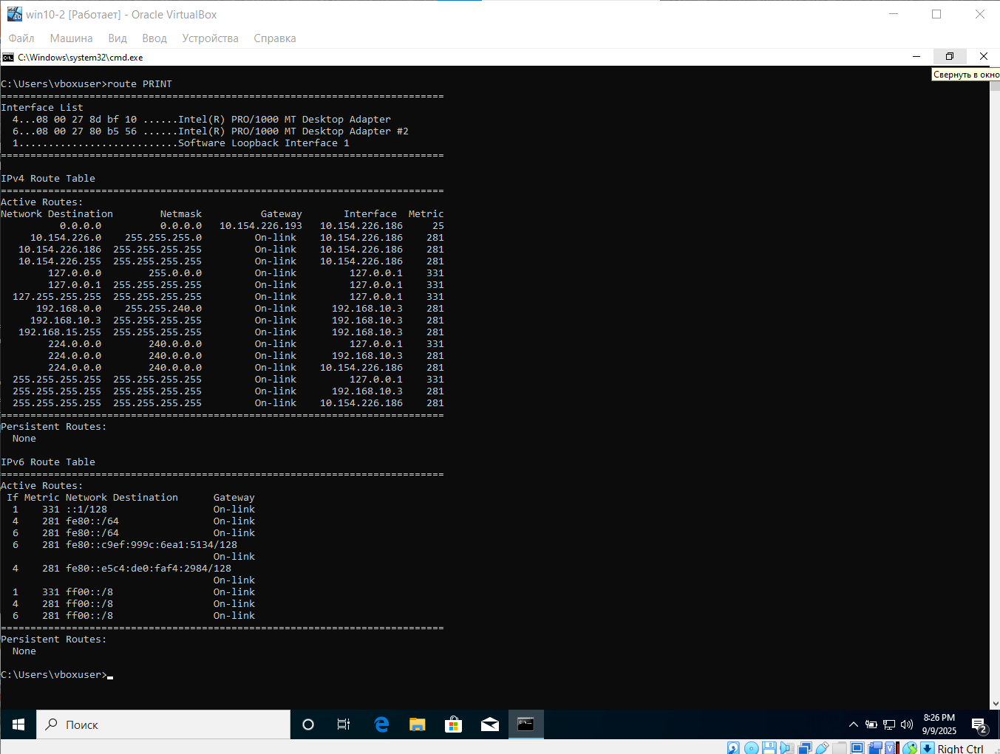 win10-2 [Работает] - Oracle VirtualBox
Файл Машина Вид Ввод Устройства Справка
C:\Windows\system32\cmd.exe
Свернуть в окно
C:\Users\vboxuser>route PRINT
===========================================================================
Interface List
4...08 00 27 8d bf 10 ......Intel(R) PRO/1000 MT Desktop Adapter
6...08 00 27 80 b5 56 ......Intel(R) PRO/1000 MT Desktop Adapter #2
1...........................Software Loopback Interface 1
===========================================================================
IPv4 Route Table
===========================================================================
Active Routes:
Network Destination Netmask Gateway Interface Metric
0.0.0.0 0.0.0.0 10.154.226.193 10.154.226.186 25
10.154.226.0 255.255.255.0 On-link 10.154.226.186 281
10.154.226.186 255.255.255.255 On-link 10.154.226.186 281
10.154.226.255 255.255.255.255 On-link 10.154.226.186 281
127.0.0.0 255.0.0.0 On-link 127.0.0.1 331
127.0.0.1 255.255.255.255 On-link 127.0.0.1 331
127.255.255.255 255.255.255.255 On-link 127.0.0.1 331
192.168.0.0 255.255.240.0 On-link 192.168.10.3 281
192.168.10.3 255.255.255.255 On-link 192.168.10.3 281
192.168.15.255 255.255.255.255 On-link 192.168.10.3 281
224.0.0.0 240.0.0.0 On-link 127.0.0.1 331
224.0.0.0 240.0.0.0 On-link 192.168.10.3 281
224.0.0.0 240.0.0.0 On-link 10.154.226.186 281
255.255.255.255 255.255.255.255 On-link 127.0.0.1 331
255.255.255.255 255.255.255.255 On-link 192.168.10.3 281
255.255.255.255 255.255.255.255 On-link 10.154.226.186 281
===========================================================================
Persistent Routes:
None
IPv6 Route Table
===========================================================================
Active Routes:
If Metric Network Destination Gateway
1 331 ::1/128 On-link
4 281 fe80::/64 On-link
6 281 fe80::/64 On-link
6 281 fe80::c9ef:999c:6ea1:5134/128
On-link
4 281 fe80::e5c4:de0:faf4:2984/128
On-link
1 331 ff00::/8 On-link
4 281 ff00::/8 On-link
6 281 ff00::/8 On-link
===========================================================================
Persistent Routes:
None
C:\Users\vboxuser>
Поиск
8:26 PM
9/9/2025
2
Right Ctrl